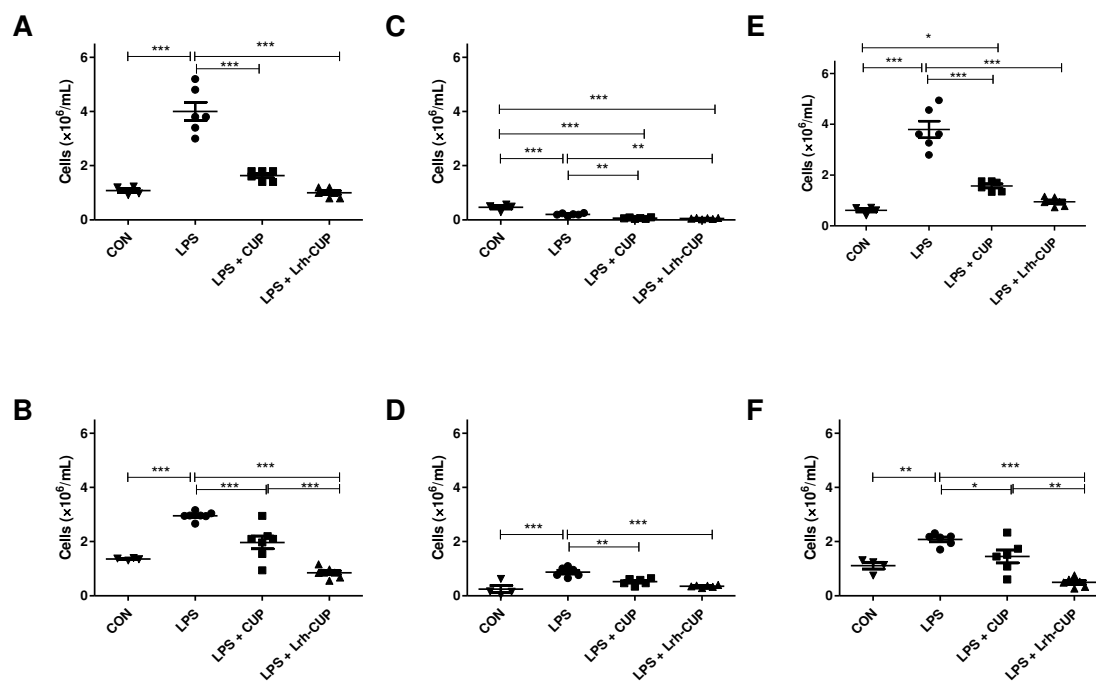 A
Cells (×10⁶/mL)
6
4
2
0
***
***
***
CON
LPS
LPS + CUP
LPS + Lrh-CUP
C
Cells (×10⁶/mL)
6
4
2
0
***
***
***
**
**
CON
LPS
LPS + CUP
LPS + Lrh-CUP
E
Cells (×10⁶/mL)
6
4
2
0
*
***
***
***
CON
LPS
LPS + CUP
LPS + Lrh-CUP
B
Cells (×10⁶/mL)
6
4
2
0
***
***
***
***
CON
LPS
LPS + CUP
LPS + Lrh-CUP
D
Cells (×10⁶/mL)
6
4
2
0
***
***
**
CON
LPS
LPS + CUP
LPS + Lrh-CUP
F
Cells (×10⁶/mL)
6
4
2
0
**
***
*
**
CON
LPS
LPS + CUP
LPS + Lrh-CUP